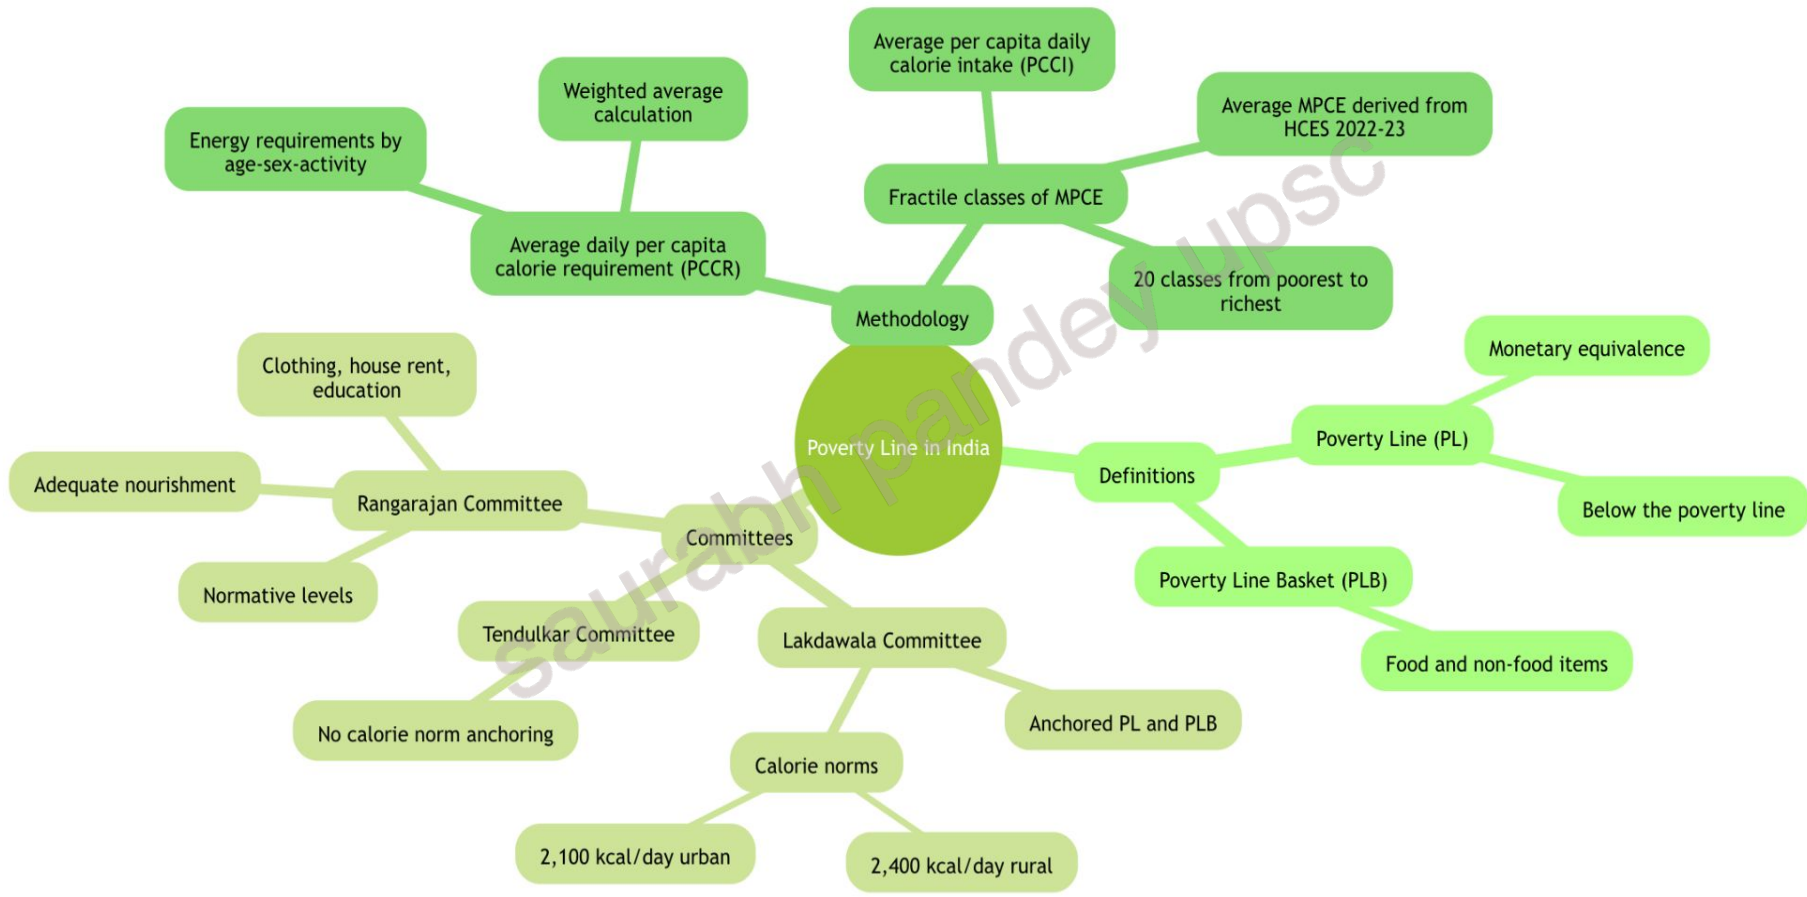 Average per capita daily
calorie intake (PCCI)
Weighted average
calculation
Average MPCE derived from
HCES 2022-23
Energy requirements by
age-sex-activity
Fractile classes of MPCE
Average daily per capita
calorie requirement (PCCR)
20 classes from poorest to
richest
Methodology
Monetary equivalence
Clothing, house rent,
education
Poverty Line (PL)
Poverty Line in India
Definitions
Adequate nourishment
Rangarajan Committee
Below the poverty line
Committees
Poverty Line Basket (PLB)
Normative levels
Tendulkar Committee
Lakdawala Committee
Food and non-food items
No calorie norm anchoring
Anchored PL and PLB
Calorie norms
2,100 kcal/day urban
2,400 kcal/day rural
saurabh pandey upsc